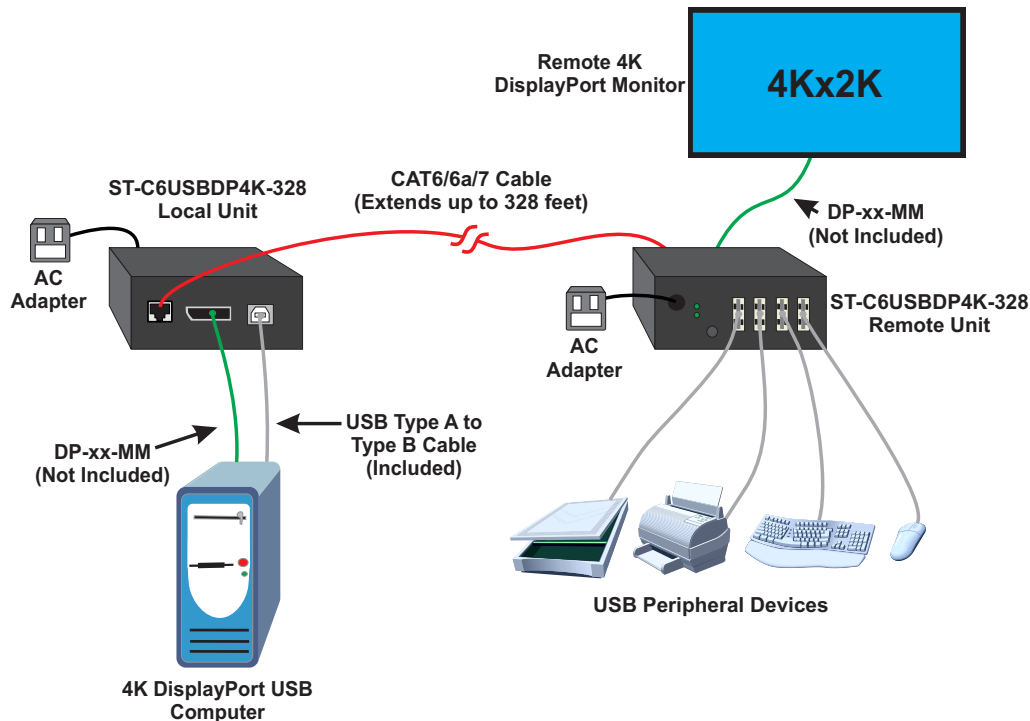 Remote 4K
DisplayPort Monitor
4Kx2K
ST-C6USBDP4K-328
Local Unit
CAT6/6a/7 Cable
(Extends up to 328 feet)
DP-xx-MM
(Not Included)
AC
Adapter
ST-C6USBDP4K-328
Remote Unit
AC
Adapter
DP-xx-MM
(Not Included)
USB Type A to
Type B Cable
(Included)
USB Peripheral Devices
4K DisplayPort USB
Computer